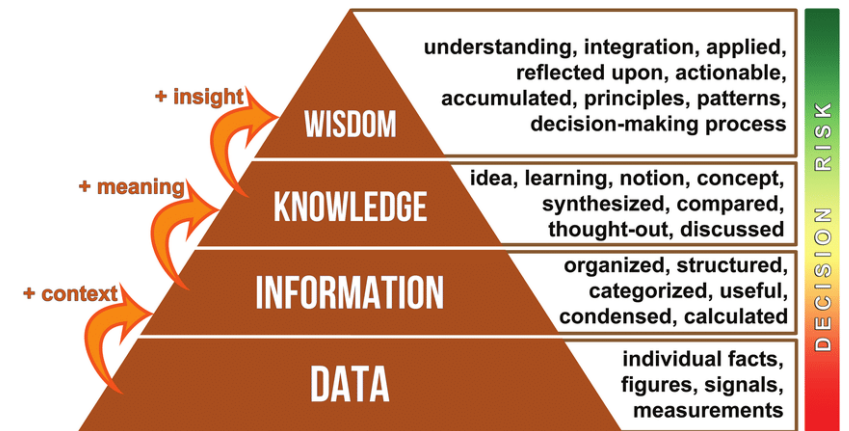 understanding, integration, applied,
reflected upon, actionable,
accumulated, principles, patterns,
decision-making process
+ insight
WISDOM
idea, learning, notion, concept,
synthesized, compared,
thought-out, discussed
+ meaning
KNOWLEDGE
organized, structured,
categorized, useful,
condensed, calculated
+ context
INFORMATION
individual facts,
figures, signals,
measurements
DATA
DECISION RISK